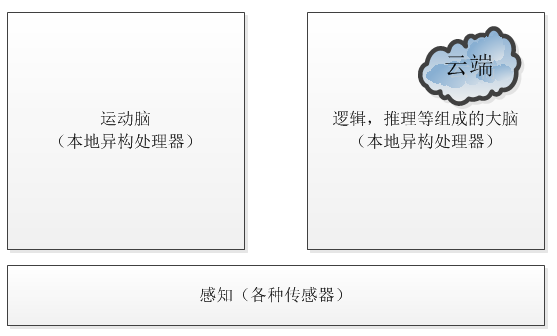 云端
运动脑
（本地异构处理器）
逻辑，推理等组成的大脑
（本地异构处理器）
感知（各种传感器）